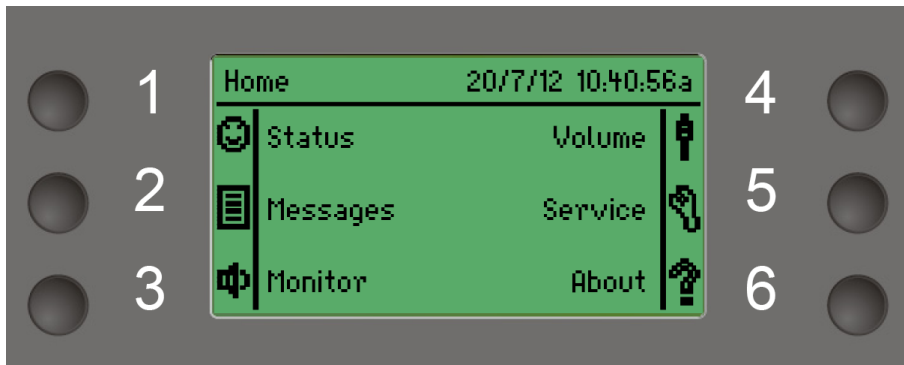 Home 20/7/12 10:40:56a
1 Status Volume 4
2 Messages Service 5
3 Monitor About 6